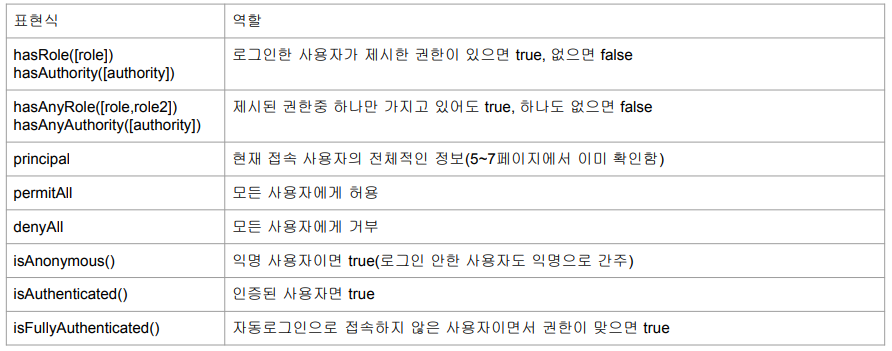 표현식 역할
hasRole([role])
hasAuthority([authority])
로그인한 사용자가 제시한 권한이 있으면 true, 없으면 false
hasAnyRole([role,role2])
hasAnyAuthority([authority])
제시된 권한중 하나만 가지고 있어도 true, 하나도 없으면 false
principal 현재 접속 사용자의 전체적인 정보(5~7페이지에서 이미 확인함)
permitAll 모든 사용자에게 허용
denyAll 모든 사용자에게 거부
isAnonymous() 익명 사용자이면 true(로그인 안한 사용자도 익명으로 간주)
isAuthenticated() 인증된 사용자면 true
isFullyAuthenticated() 자동로그인으로 접속하지 않은 사용자이면서 권한이 맞으면 true